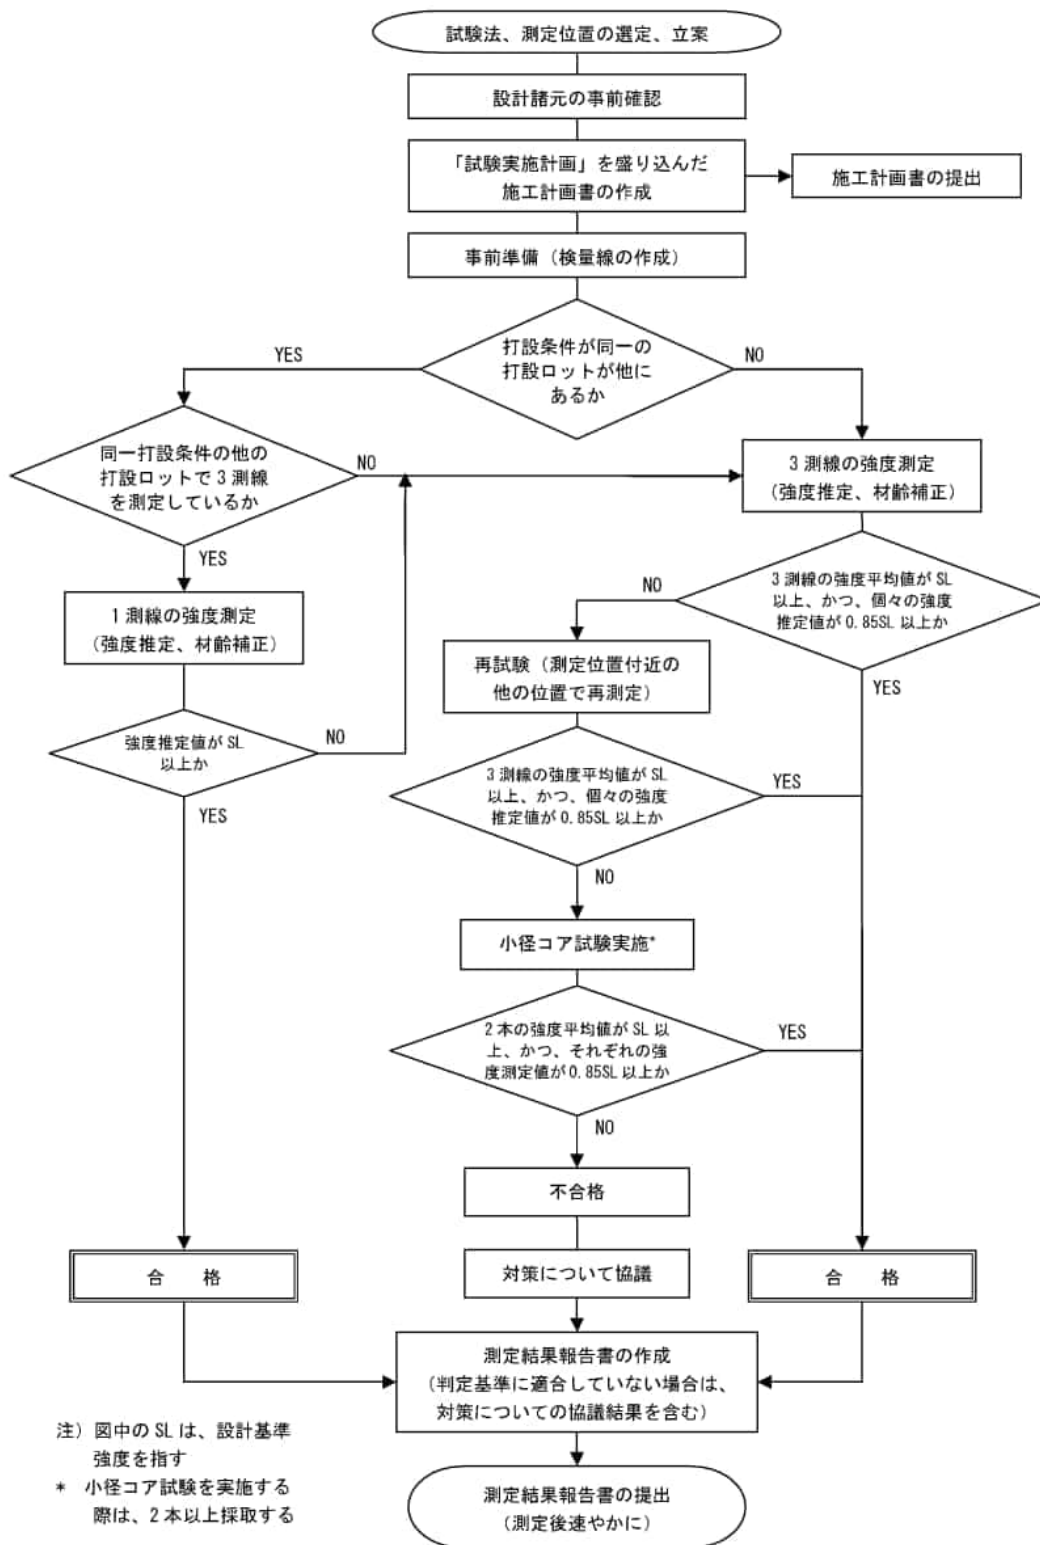 試験法、測定位置の選定、立案
設計諸元の事前確認
「試験実施計画」を盛り込んだ
施工計画書の作成
施工計画書の提出
事前準備（検量線の作成）
打設条件が同一の
打設ロットが他に
あるか
YES
NO
同一打設条件の他の
打設ロットで3測線
を測定しているか
NO
YES
3測線の強度測定
（強度推定、材齢補正）
1測線の強度測定
（強度推定、材齢補正）
3測線の強度平均値がSL
以上、かつ、個々の強度
推定値が0.85SL以上か
NO
YES
再試験（測定位置付近の
他の位置で再測定）
強度推定値がSL
以上か
NO
YES
3測線の強度平均値がSL
以上、かつ、個々の強度
推定値が0.85SL以上か
YES
NO
小径コア試験実施*
2本の強度平均値がSL以
上、かつ、それぞれの強
度測定値が0.85SL以上か
YES
NO
不合格
対策について協議
合　　格
合　　格
測定結果報告書の作成
（判定基準に適合していない場合は、
対策についての協議結果を含む）
測定結果報告書の提出
（測定後速やかに）
注）図中のSLは、設計基準
強度を指す
*　小径コア試験を実施する
際は、2本以上採取する